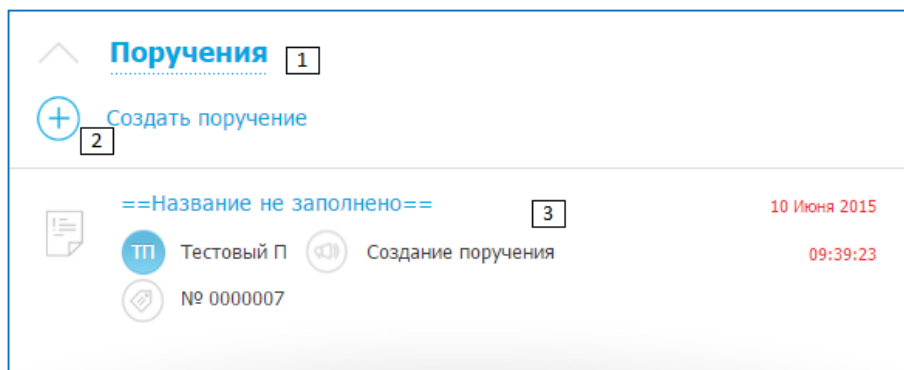 Поручения 1
Создать поручение
2
==Название не заполнено== 3 10 Июня 2015
ТП Тестовый П Создание поручения 09:39:23
№ 0000007